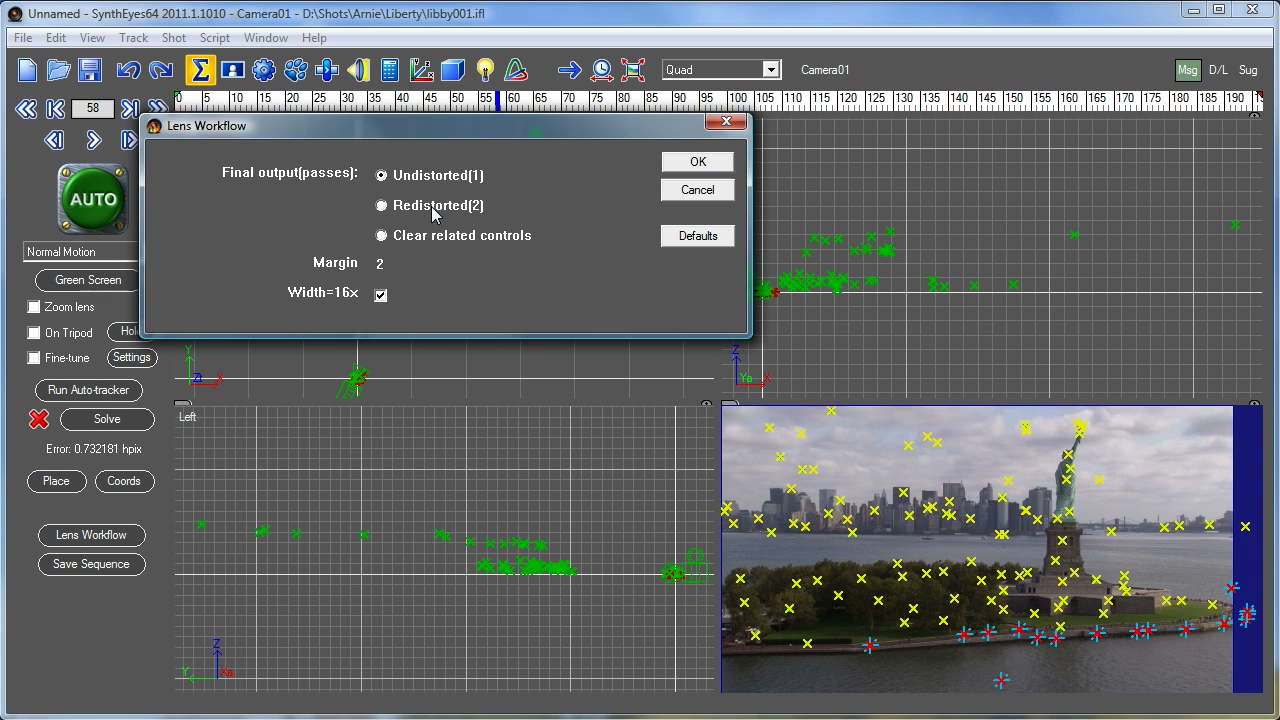 Unnamed - SynthEyes64 2011.1.1010 - Camera01 - D:\Shots\Arnie\Liberty\libby001.ifl
File Edit View Track Shot Script Window Help
Quad Camera01 Msg D/L Sug
58
0 5 10 15 20 25 30 35 40 45 50 55 60 65 70 75 80 85 90 95 100 105 110 115 120 125 130 135 140 145 150 155 160 165 170 175 180 185 190 195
Lens Workflow
Final output(passes): Undistorted(1)
Redistorted(2)
Clear related controls
Margin 2
Width=16x
OK
Cancel
Defaults
AUTO
Normal Motion
Green Screen
Zoom lens
On Tripod
Fine-tune Settings
Run Auto-tracker
Solve
Error: 0.732181 hpix
Place Coords
Lens Workflow
Save Sequence
Y
X
Z
Ya
X
Left
Z
Y
Xa